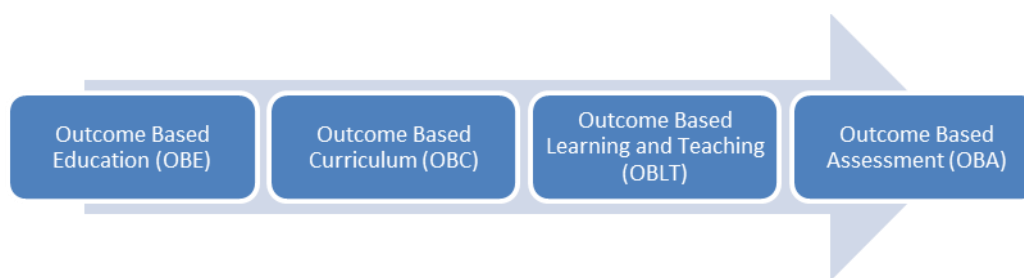 Outcome Based
Education (OBE)
Outcome Based
Curriculum (OBC)
Outcome Based
Learning and Teaching
(OBLT)
Outcome Based
Assessment (OBA)